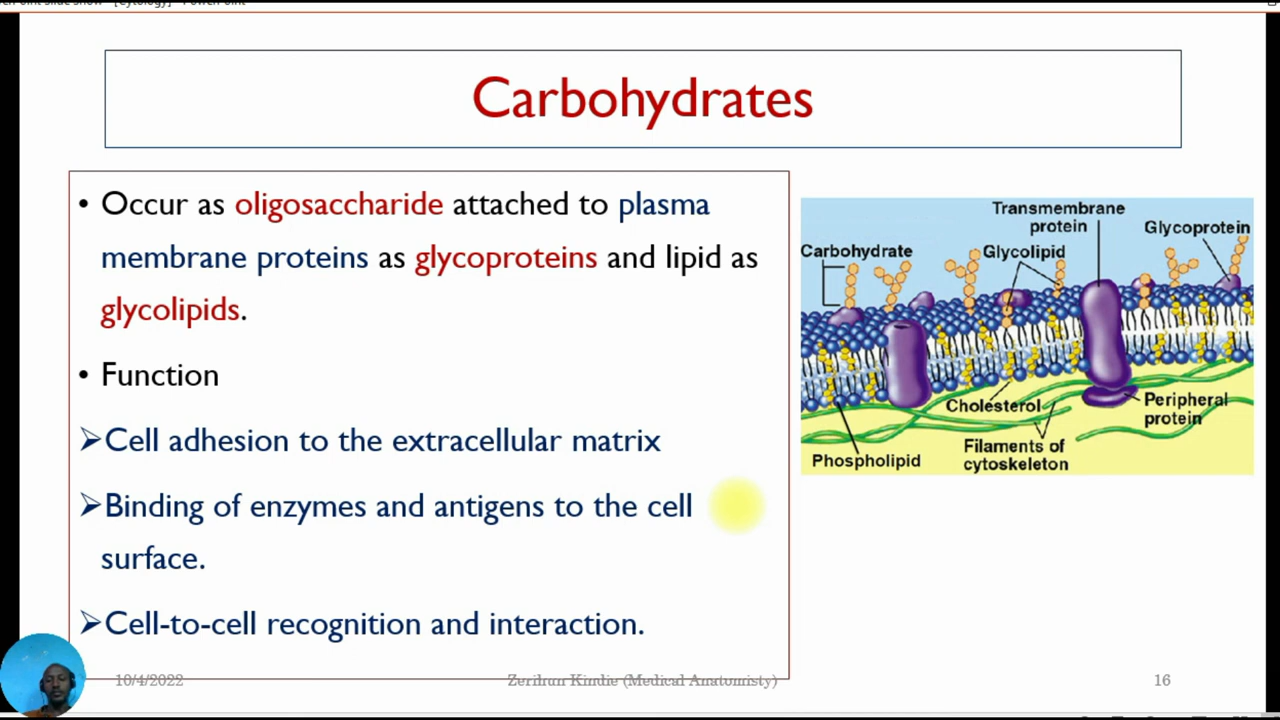 Carbohydrates
• Occur as oligosaccharide attached to plasma
membrane proteins as glycoproteins and lipid as
glycolipids.
• Function
➢Cell adhesion to the extracellular matrix
➢Binding of enzymes and antigens to the cell
surface.
➢Cell-to-cell recognition and interaction.
Transmembrane
protein
Glycoprotein
Carbohydrate
Glycolipid
Cholesterol
Peripheral
protein
Filaments of
cytoskeleton
Phospholipid
10/4/2022
Zerihun Kindie (Medical Anatomisty)
16